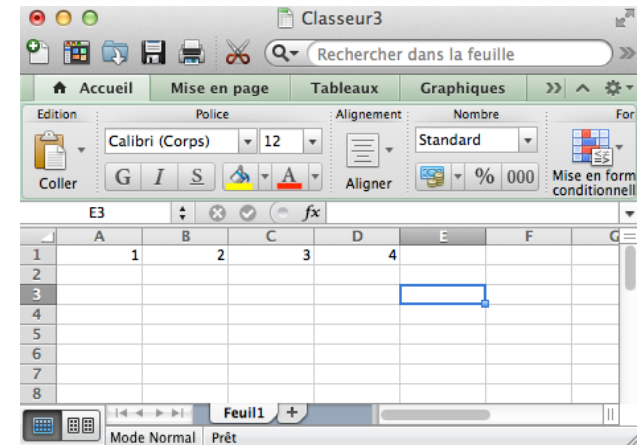 Classeur3
Rechercher dans la feuille
Accueil Mise en page Tableaux Graphiques
Edition Police Alignement Nombre For
Calibri (Corps) 12 Standard
Coller G I S A Aligner % 000 Mise en form
conditionnell
E3 fx
A B C D E F G
1 1 2 3 4
2
3
4
5
6
7
8
Feuil1 +
Mode Normal Prêt